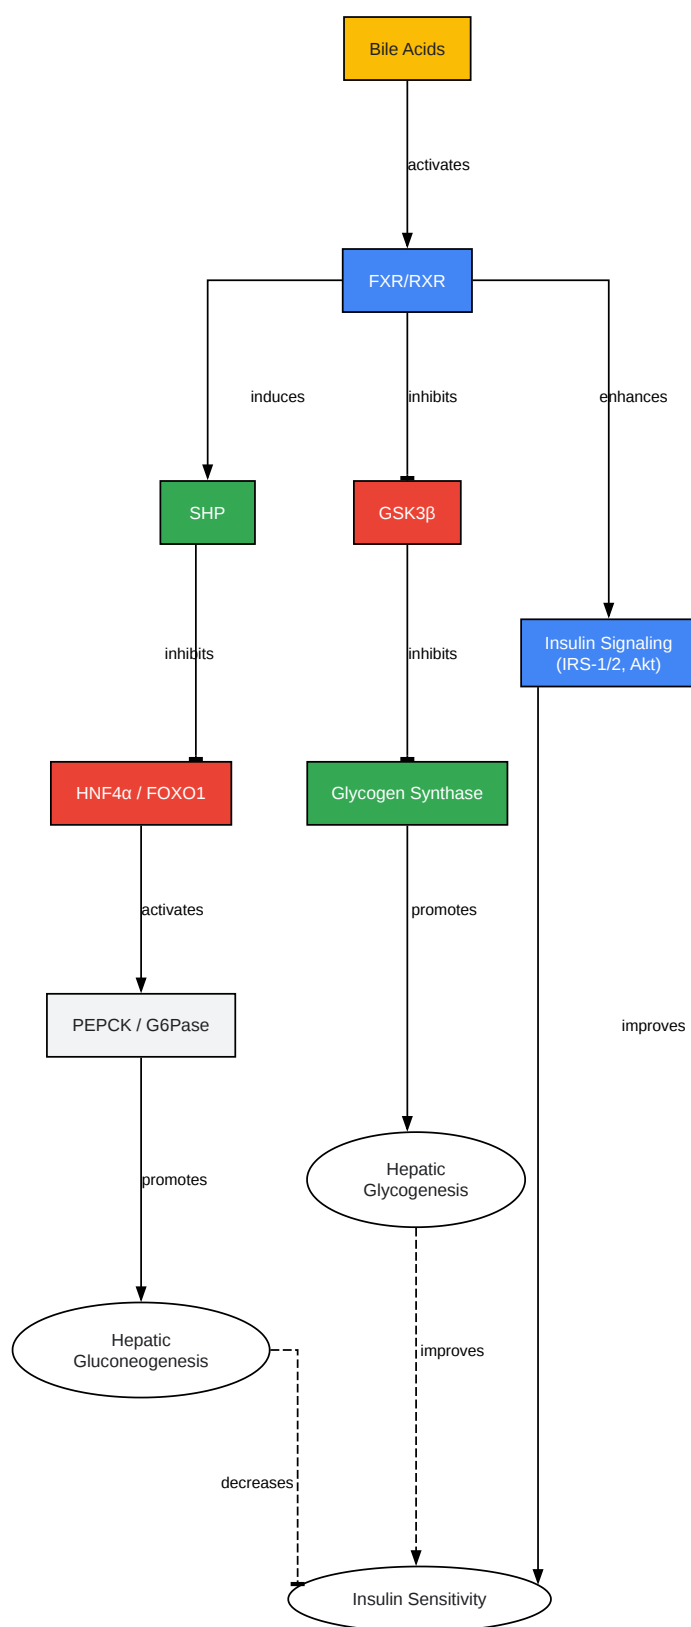 Bile Acids
activates
FXR/RXR
induces
inhibits
enhances
SHP
GSK3β
Insulin Signaling
(IRS-1/2, Akt)
inhibits
inhibits
HNF4α / FOXO1
Glycogen Synthase
activates
promotes
PEPCK / G6Pase
improves
Hepatic
Glycogenesis
promotes
Hepatic
Gluconeogenesis
improves
decreases
Insulin Sensitivity